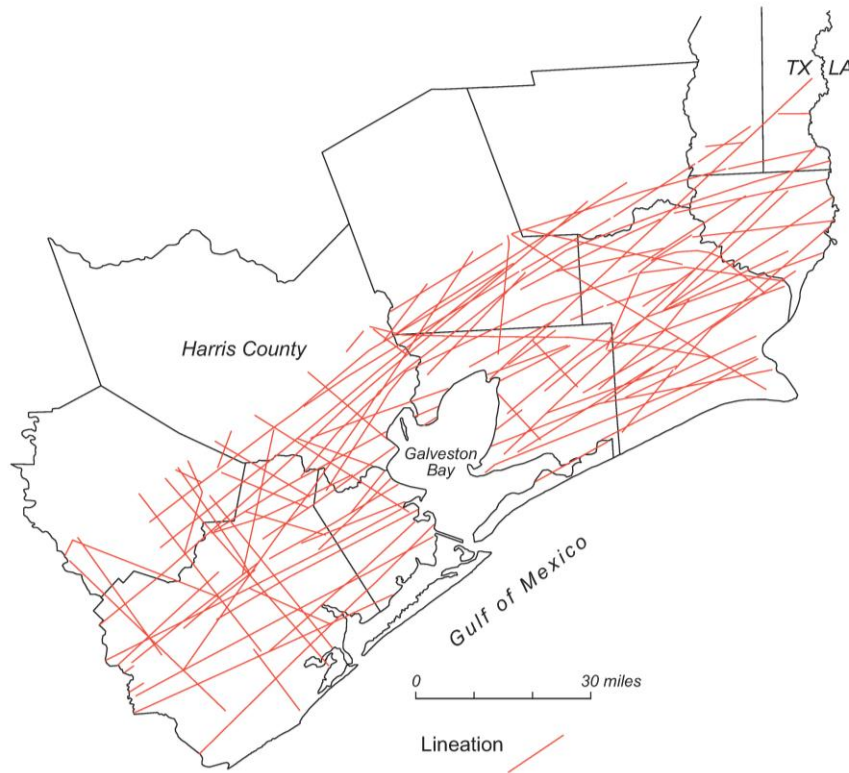 TX LA
Harris County
Galveston
Bay
Gulf of Mexico
0 30 miles
Lineation